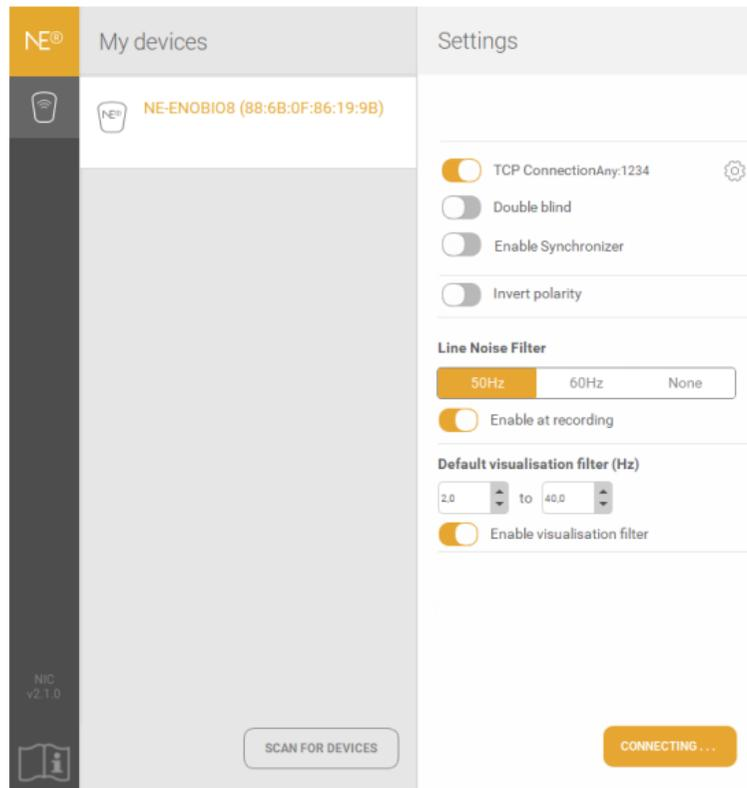 NE®
My devices
Settings
NE®
NE-ENOBIO8 (88:6B:0F:86:19:9B)
TCP ConnectionAny:1234
Double blind
Enable Synchronizer
Invert polarity
Line Noise Filter
50Hz 60Hz None
Enable at recording
Default visualisation filter (Hz)
2,0 to 40,0
Enable visualisation filter
NIC
v2.1.0
i
SCAN FOR DEVICES
CONNECTING . . .